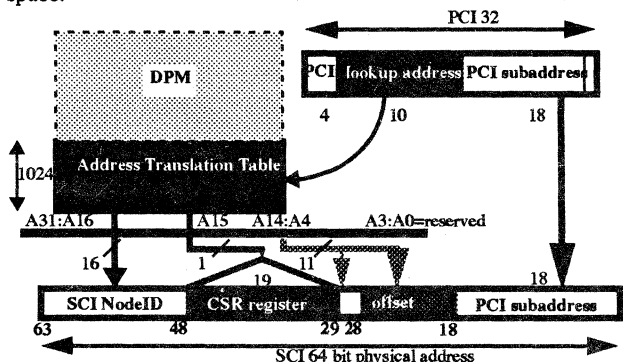 space.
PCI 32
DPM
PCI lookup address PCI subaddress
4 10 18
1024
Address Translation Table
A31:A16 A15 A14:A4 A3:A0=reserved
16 1 11
19 18
SCI NodeID CSR register offset PCI subaddress
63 48 29 28 18
SCI 64 bit physical address